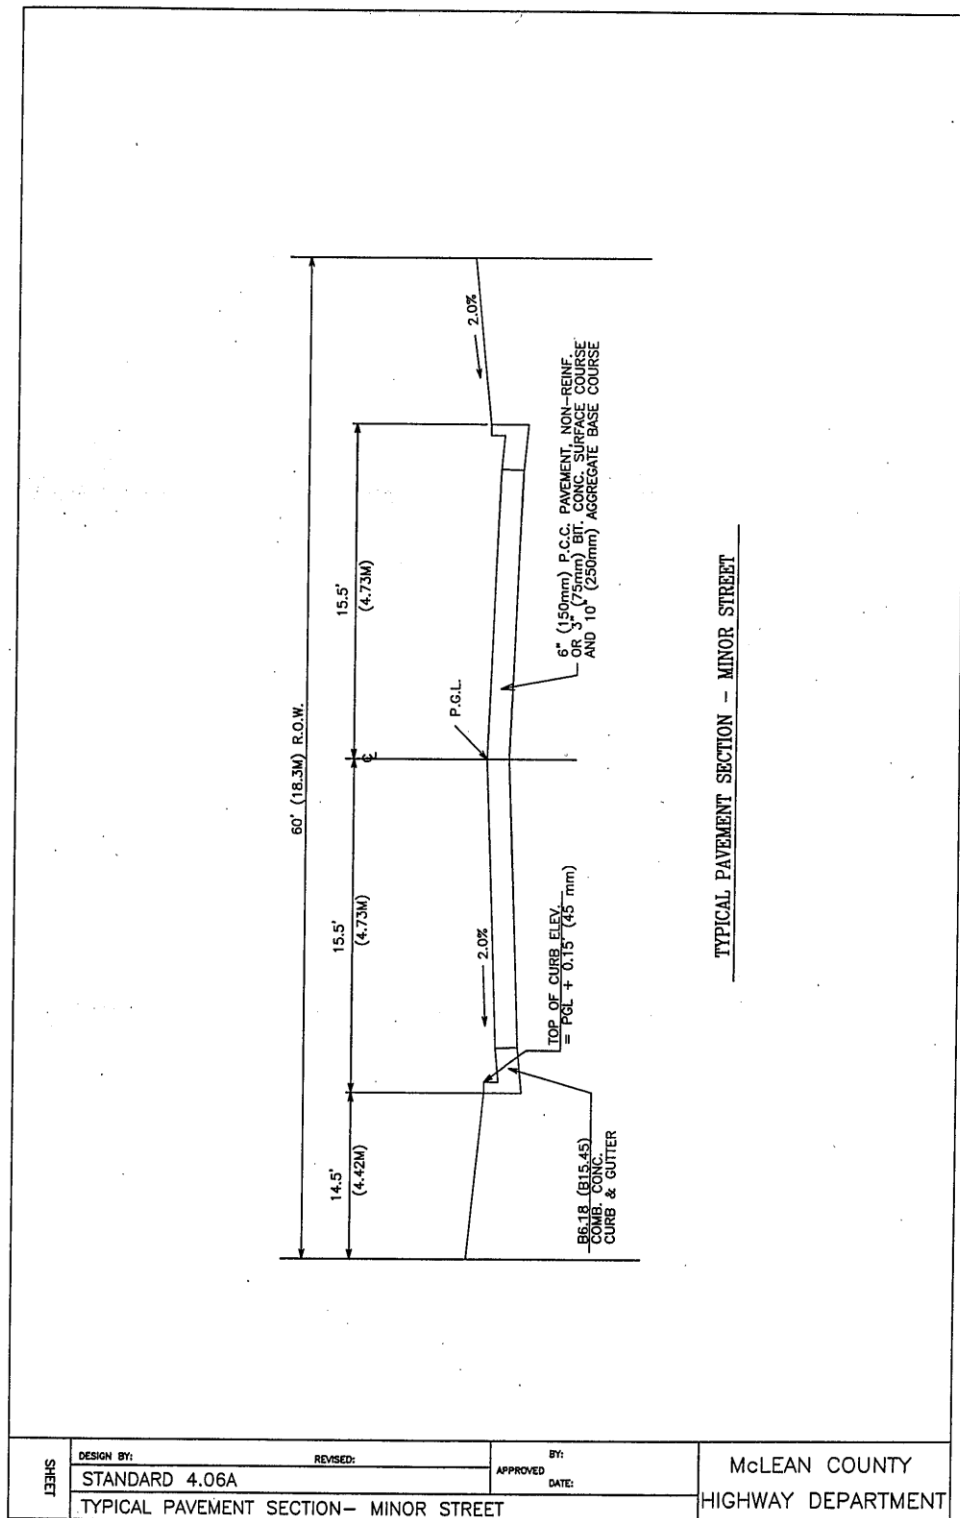 60' (18.3M) R.O.W.
14.5'
(4.42M)
15.5'
(4.73M)
15.5'
(4.73M)
℄
P.G.L.
2.0%
2.0%
TOP OF CURB ELEV.
= PGL + 0.15' (45 mm)
B6.18 (B15.45)
COMB. CONC.
CURB & GUTTER
6" (150mm) P.C.C. PAVEMENT, NON-REINF.
OR 3" (75mm) BIT. CONC. SURFACE COURSE
AND 10" (250mm) AGGREGATE BASE COURSE
TYPICAL PAVEMENT SECTION - MINOR STREET
SHEET
DESIGN BY:
REVISED:
STANDARD 4.06A
TYPICAL PAVEMENT SECTION- MINOR STREET
BY:
APPROVED
DATE:
McLEAN COUNTY
HIGHWAY DEPARTMENT